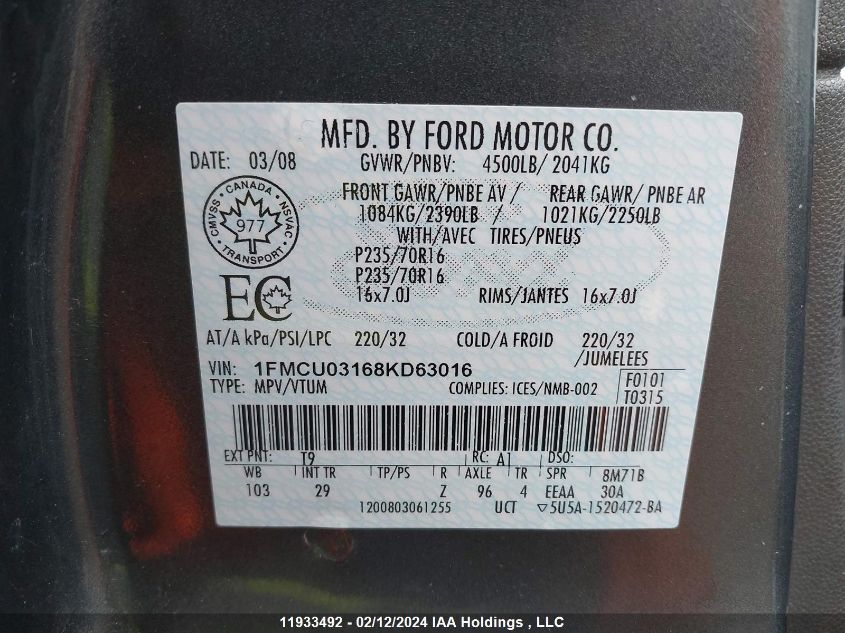 MFD. BY FORD MOTOR CO.
DATE: 03/08 GVWR/PNBV: 4500LB/ 2041KG
FRONT GAWR/PNBE AV / REAR GAWR/ PNBE AR
1084KG/2390LB / 1021KG/2250LB
WITH/AVEC TIRES/PNEUS
P235/70R16
P235/70R16
16x7.0J RIMS/JANTES 16x7.0J
CANADA
CMVSS NSVAC
977
TRANSPORT
EC
AT/A kPa/PSI/LPC 220/32 COLD/A FROID 220/32
/JUMELEES
VIN: 1FMCU03168KD63016
TYPE: MPV/VTUM COMPLIES: ICES/NMB-002
F0101
T0315
EXT PNT: T9 RC: A1 DSO:
WB INT TR TP/PS R AXLE TR SPR 8M71B
103 29 Z 96 4 EEAA 30A
1200803061255 UCT ▽5U5A-1520472-BA
11933492 - 02/12/2024 IAA Holdings , LLC